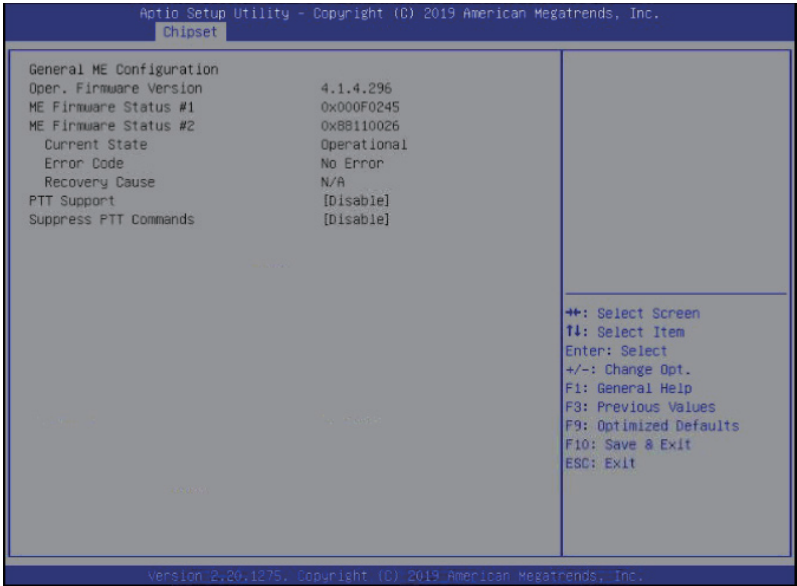 Aptio Setup Utility - Copyright (C) 2019 American Megatrends, Inc.
Chipset
General ME Configuration
Oper. Firmware Version 4.1.4.296
ME Firmware Status #1 0x000F0245
ME Firmware Status #2 0x88110026
Current State Operational
Error Code No Error
Recovery Cause N/A
PTT Support [Disable]
Suppress PTT Commands [Disable]
→←: Select Screen
↑↓: Select Item
Enter: Select
+/-: Change Opt.
F1: General Help
F3: Previous Values
F9: Optimized Defaults
F10: Save & Exit
ESC: Exit
Version 2.20.1275. Copyright (C) 2019 American Megatrends, Inc.